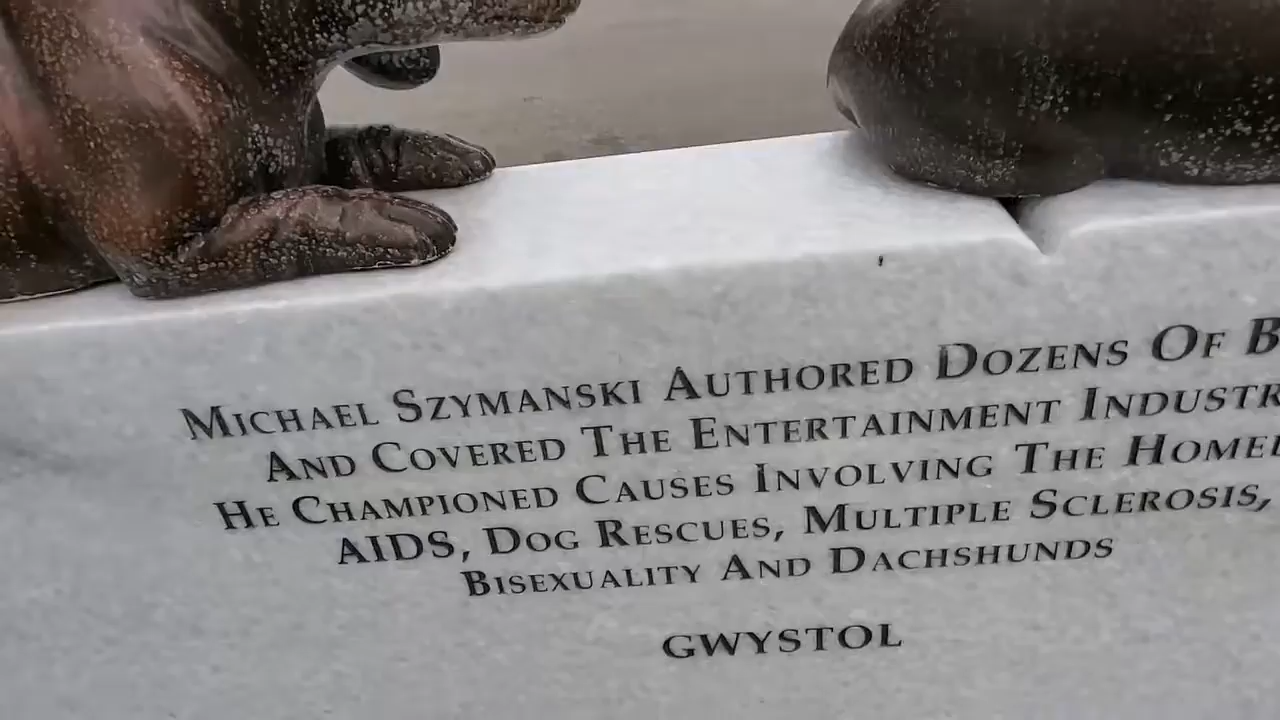 Michael Szymanski Authored Dozens Of
And Covered The Entertainment
He Championed Causes Involving The
AIDS, Dog Rescues, Multiple Sclerosis,
Bisexuality And Dachshunds
GWYSTOL